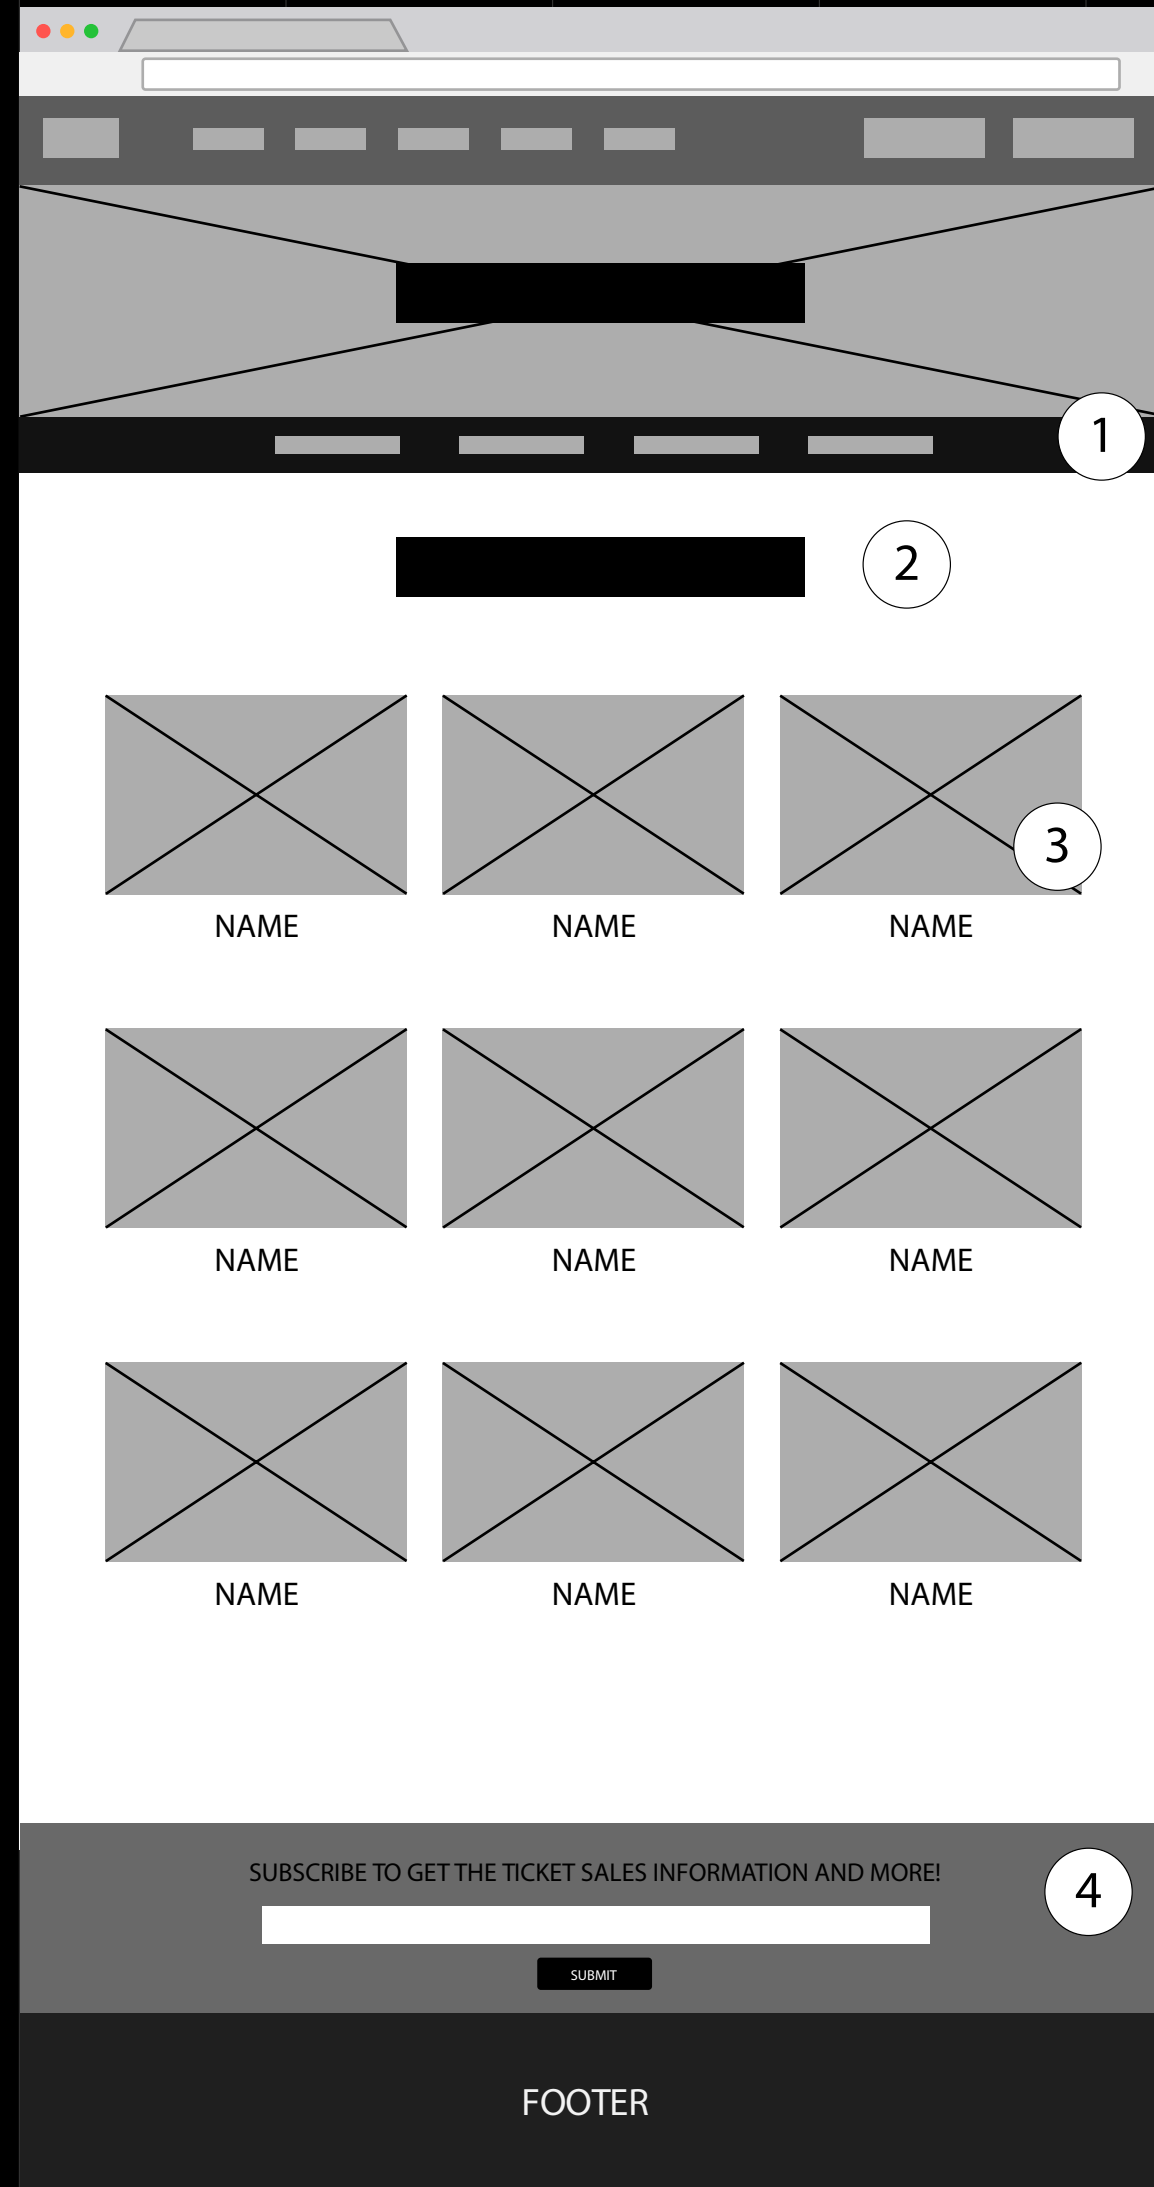 1
2
3
NAME NAME NAME
NAME NAME NAME
NAME NAME NAME
SUBSCRIBE TO GET THE TICKET SALES INFORMATION AND MORE!
4
SUBMIT
FOOTER